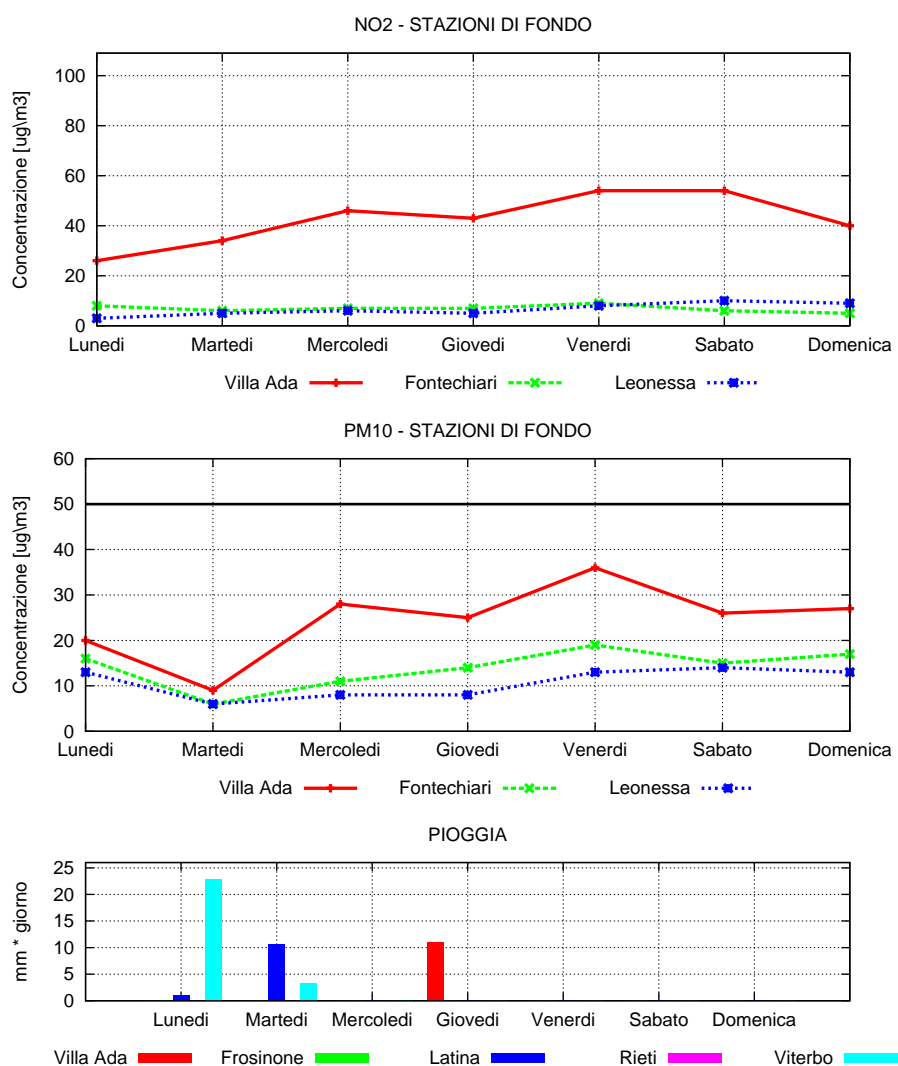 NO2 - STAZIONI DI FONDO
Concentrazione [ug\m3]
100
80
60
40
20
0
Lunedi Martedi Mercoledi Giovedi Venerdi Sabato Domenica
Villa Ada Fontechiari Leonessa
PM10 - STAZIONI DI FONDO
Concentrazione [ug\m3]
60
50
40
30
20
10
0
Lunedi Martedi Mercoledi Giovedi Venerdi Sabato Domenica
Villa Ada Fontechiari Leonessa
PIOGGIA
mm * giorno
25
20
15
10
5
0
Lunedi Martedi Mercoledi Giovedi Venerdi Sabato Domenica
Villa Ada Frosinone Latina Rieti Viterbo